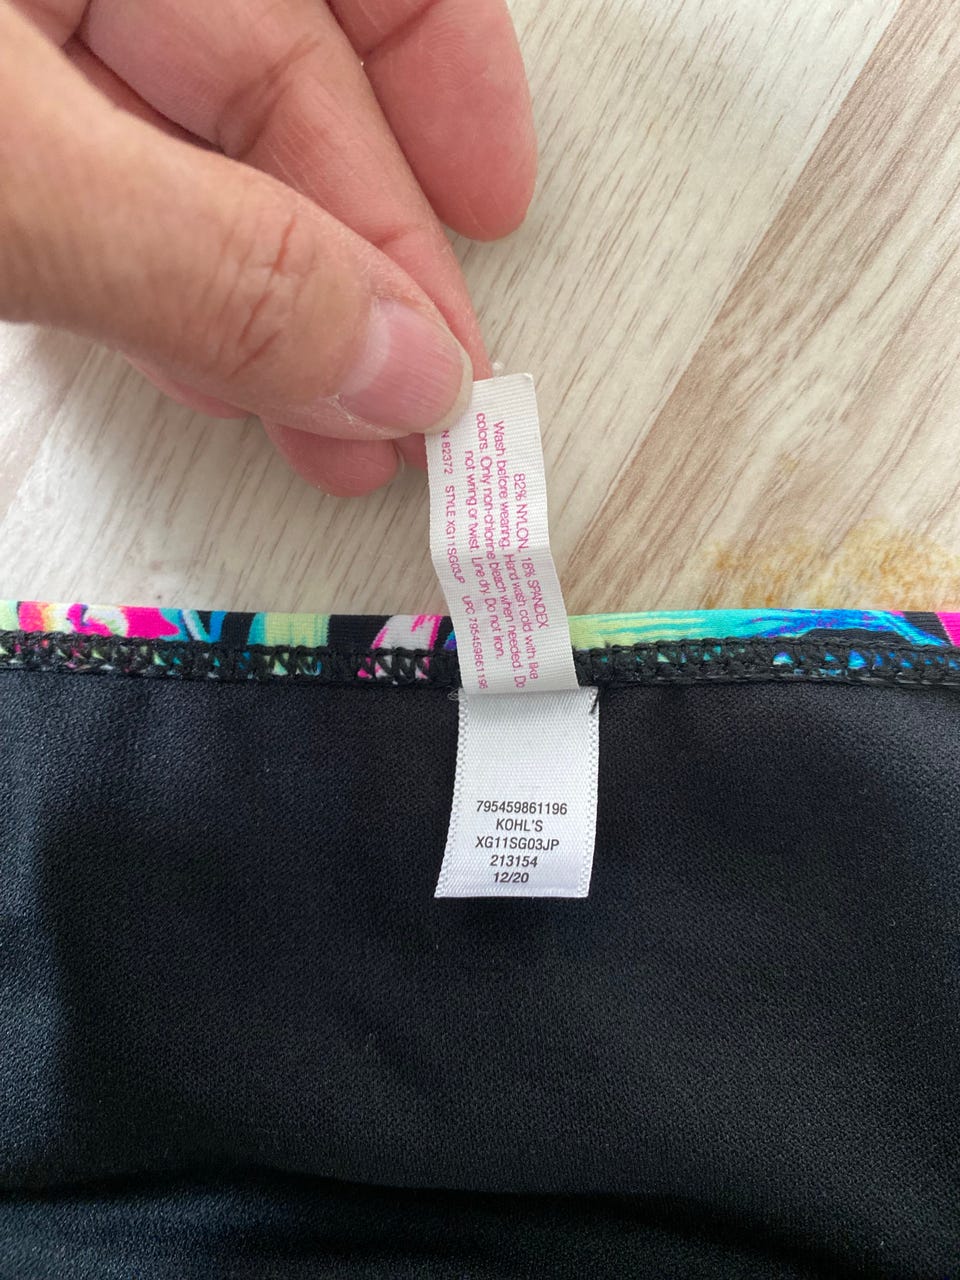 82% NYLON, 18% SPANDEX
Wash before wearing. Hand wash cold with like
colors. Only non-chlorine bleach when needed. Do
not wring or twist. Line dry. Do not iron.
N 82372 STYLE XG11SG03JP UPC 795459861196
795459861196
KOHL'S
XG11SG03JP
213154
12/20